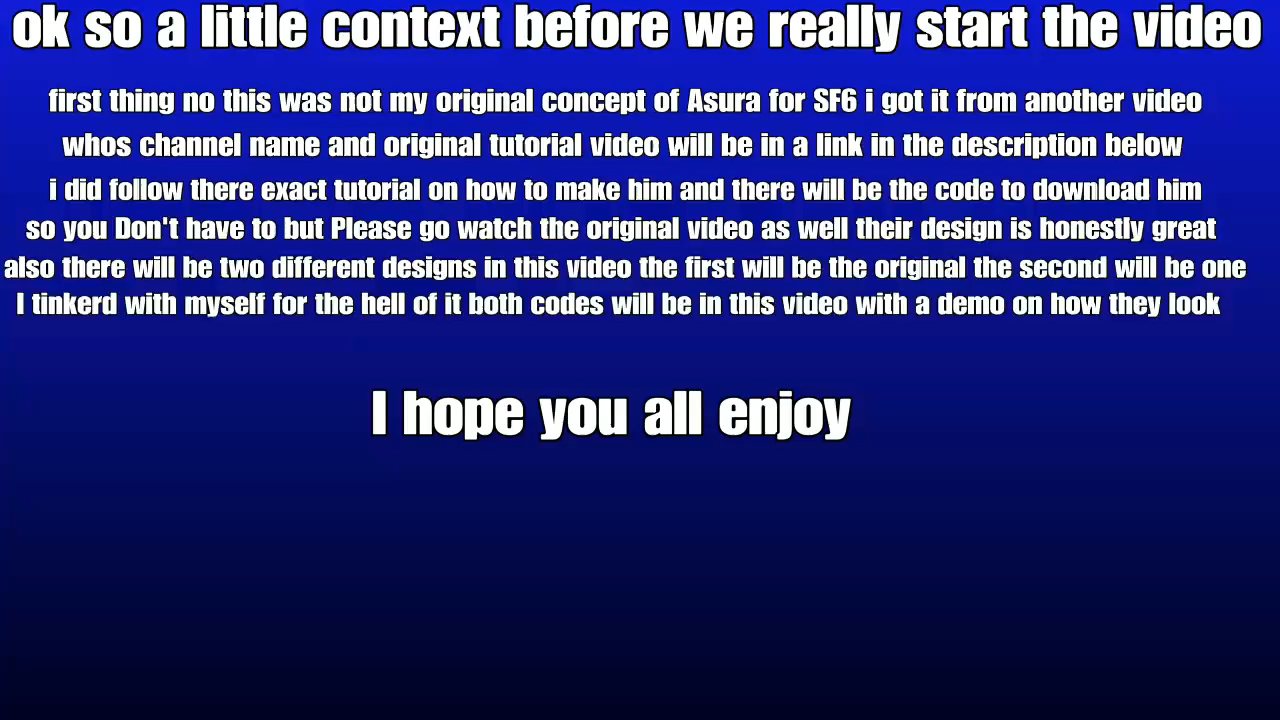 ok so a little context before we really start the video
first thing no this was not my original concept of Asura for SF6 i got it from another video
whos channel name and original tutorial video will be in a link in the description below
i did follow there exact tutorial on how to make him and there will be the code to download him
so you Don't have to but Please go watch the original video as well their design is honestly great
also there will be two different designs in this video the first will be the original the second will be one
I tinkerd with myself for the hell of it both codes will be in this video with a demo on how they look
I hope you all enjoy